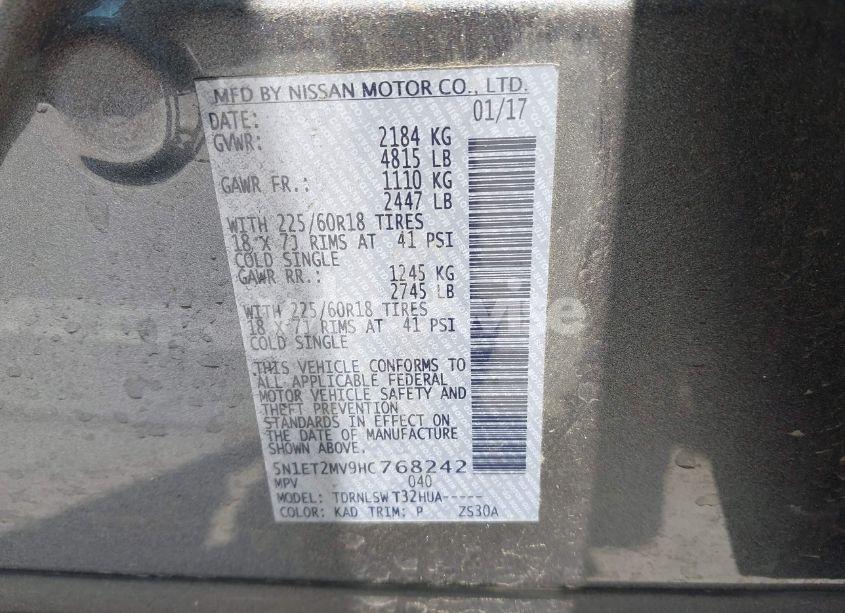 MFD BY NISSAN MOTOR CO., LTD.
DATE: 01/17
GVWR: 2184 KG
4815 LB
GAWR FR.: 1110 KG
2447 LB
WITH 225/60R18 TIRES
18 X 7J RIMS AT 41 PSI
COLD SINGLE
GAWR RR.: 1245 KG
2745 LB
WITH 225/60R18 TIRES
18 X 7J RIMS AT 41 PSI
COLD SINGLE
THIS VEHICLE CONFORMS TO
ALL APPLICABLE FEDERAL
MOTOR VEHICLE SAFETY AND
THEFT PREVENTION
STANDARDS IN EFFECT ON
THE DATE OF MANUFACTURE
SHOWN ABOVE.
5N1ET2MV9HC768242
MPV 040
MODEL: TDRNLSWT32HUA-----
COLOR: KAD TRIM: P ZS30A